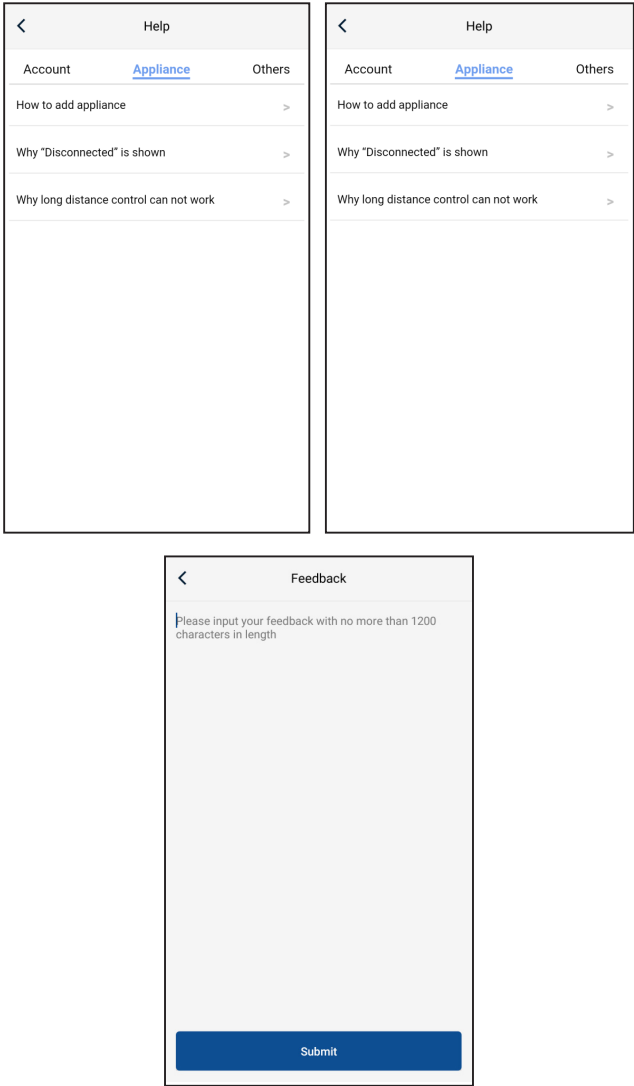 Help
Account Appliance Others
How to add appliance >
Why “Disconnected” is shown >
Why long distance control can not work >
Help
Account Appliance Others
How to add appliance >
Why “Disconnected” is shown >
Why long distance control can not work >
Feedback
Please input your feedback with no more than 1200
characters in length
Submit